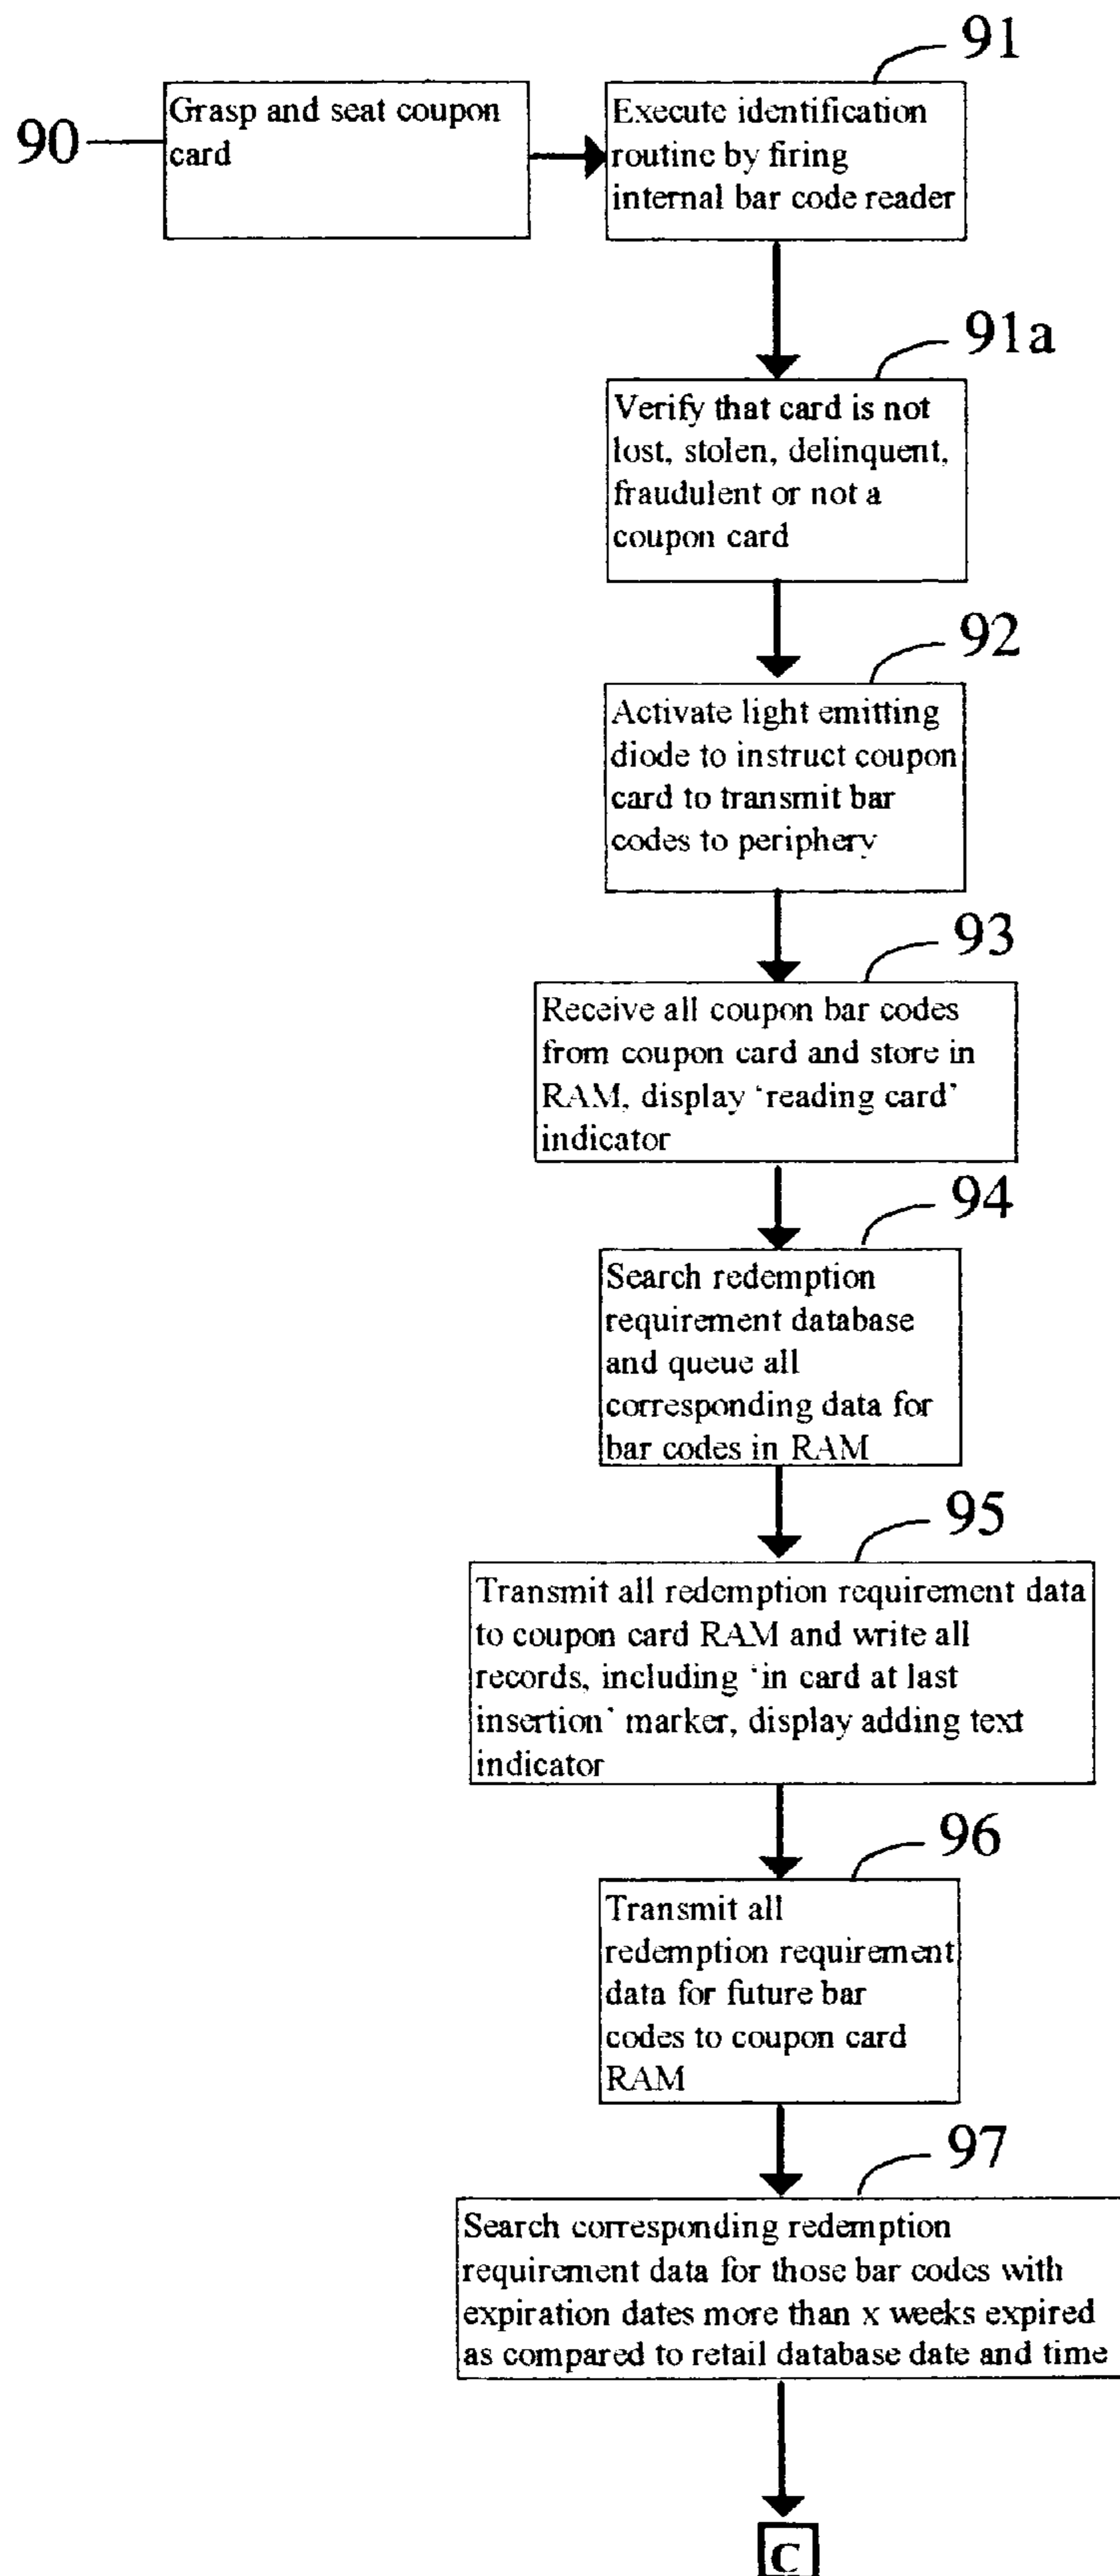 91
90
Grasp and seat coupon
card
Execute identification
routine by firing
internal bar code reader
91a
Verify that card is not
lost, stolen, delinquent,
fraudulent or not a
coupon card
92
Activate light emitting
diode to instruct coupon
card to transmit bar
codes to periphery
93
Receive all coupon bar codes
from coupon card and store in
RAM, display ‘reading card’
indicator
94
Search redemption
requirement database
and queue all
corresponding data for
bar codes in RAM
95
Transmit all redemption requirement data
to coupon card RAM and write all
records, including ‘in card at last
insertion’ marker, display adding text
indicator
96
Transmit all
redemption requirement
data for future bar
codes to coupon card
RAM
97
Search corresponding redemption
requirement data for those bar codes with
expiration dates more than x weeks expired
as compared to retail database date and time
C